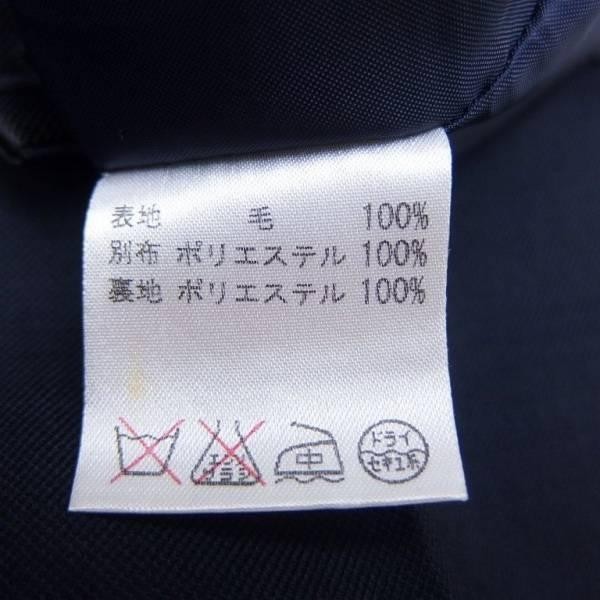 表地 毛 100%
別布 ポリエステル 100%
裏地 ポリエステル 100%
エンソ
サラシ
中
ドライ
セキユ系